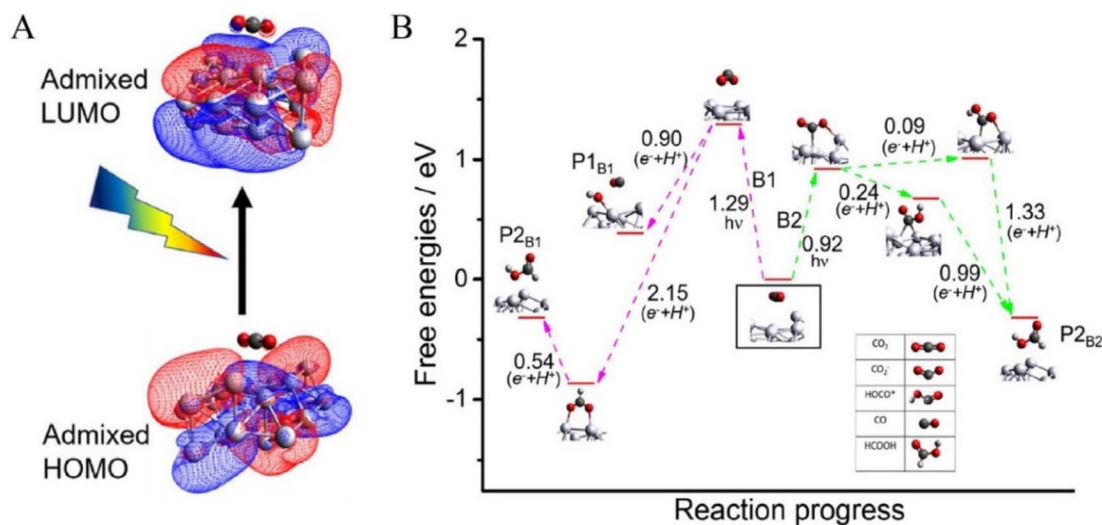 A
Admixed
LUMO
Admixed
HOMO
B
Free energies / eV
2
1
0
-1
Reaction progress
P1B1
0.90
(e⁻+H⁺)
B1
1.29
hν
B2
0.92
hν
0.09
(e⁻+H⁺)
0.24
(e⁻+H⁺)
1.33
(e⁻+H⁺)
0.99
(e⁻+H⁺)
P2B1
2.15
(e⁻+H⁺)
0.54
(e⁻+H⁺)
P2B2
CO₂
CO₂⁻
HOCO*
CO
HCOOH